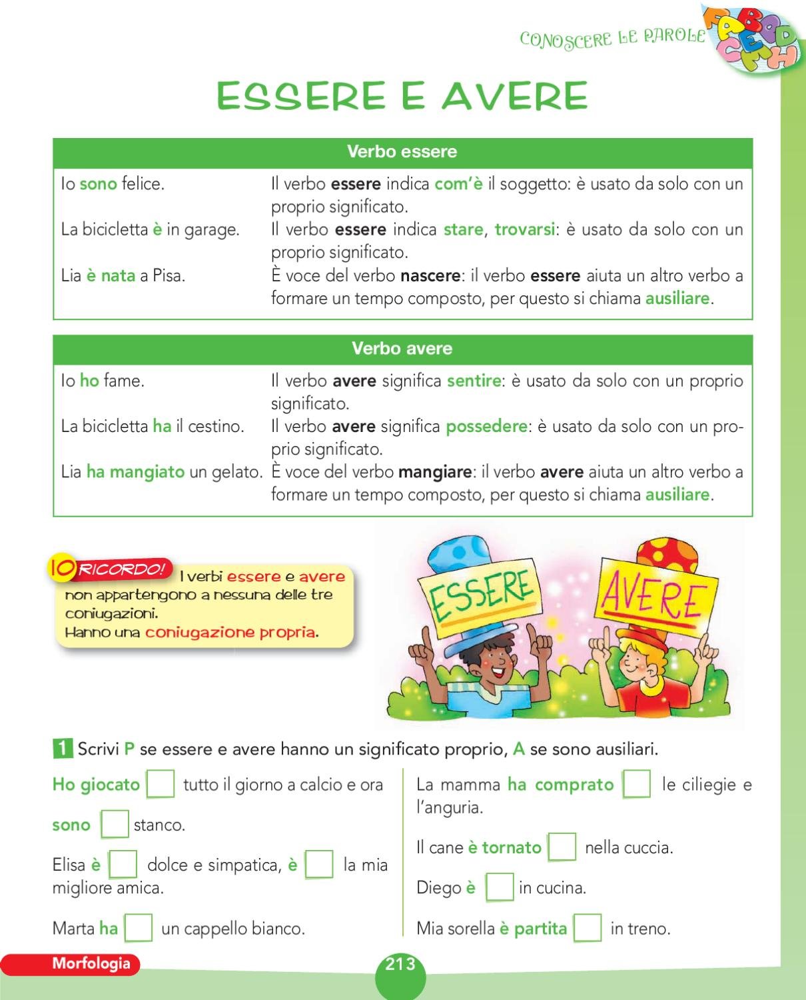 CONOSCERE LE PAROLE
ESSERE E AVERE
Verbo essere
Io sono felice.
Il verbo essere indica com'è il soggetto: è usato da solo con un
proprio significato.
La bicicletta è in garage.
Il verbo essere indica stare, trovarsi: è usato da solo con un
proprio significato.
Lia è nata a Pisa.
È voce del verbo nascere: il verbo essere aiuta un altro verbo a
formare un tempo composto, per questo si chiama ausiliare.
Verbo avere
Io ho fame.
Il verbo avere significa sentire: è usato da solo con un proprio
significato.
La bicicletta ha il cestino.
Il verbo avere significa possedere: è usato da solo con un pro-
prio significato.
Lia ha mangiato un gelato.
È voce del verbo mangiare: il verbo avere aiuta un altro verbo a
formare un tempo composto, per questo si chiama ausiliare.
IO RICORDO!
I verbi essere e avere
non appartengono a nessuna delle tre
coniugazioni.
Hanno una coniugazione propria.
ESSERE
AVERE
1 Scrivi P se essere e avere hanno un significato proprio, A se sono ausiliari.
Ho giocato tutto il giorno a calcio e ora
sono stanco.
Elisa è dolce e simpatica, è la mia
migliore amica.
Marta ha un cappello bianco.
La mamma ha comprato le ciliegie e
l'anguria.
Il cane è tornato nella cuccia.
Diego è in cucina.
Mia sorella è partita in treno.
Morfologia
213